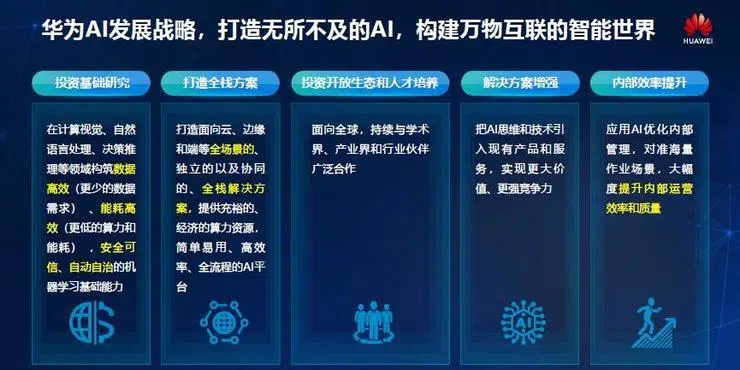 华为AI发展战略，打造无所不及的AI，构建万物互联的智能世界
HUAWEI
投资基础研究
在计算视觉、自然
语言处理、决策推
理等领域构筑数据
高效（更少的数据
需求） 、能耗高
效（更低的算力和
能耗） ，安全可
信、自动自治的机
器学习基础能力
打造全栈方案
打造面向云、边缘
和端等全场景的、
独立的以及协同
的、全栈解决方
案，提供充裕的、
经济的算力资源，
简单易用、高效
率、全流程的AI平
台
投资开放生态和人才培养
面向全球，持续与学术
界、产业界和行业伙伴
广泛合作
解决方案增强
把AI思维和技术引
入现有产品和服
务，实现更大价
值、更强竞争力
AI
内部效率提升
应用AI优化内部
管理，对准海量
作业场景，大幅
度提升内部运营
效率和质量